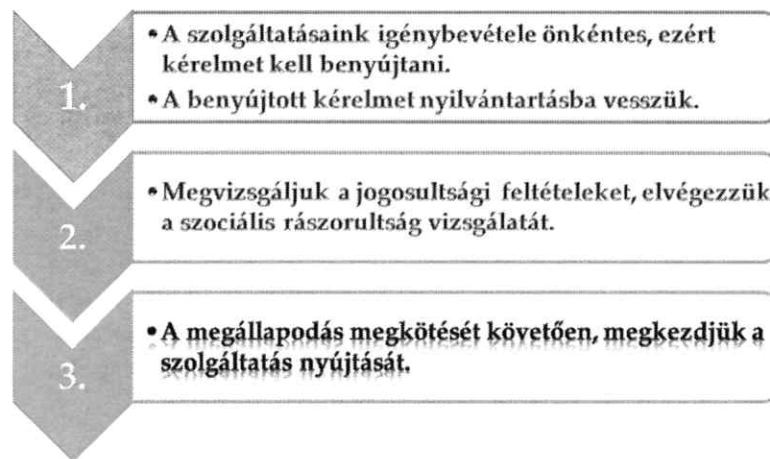 1.
• A szolgáltatásaink igénybevétele önkéntes, ezért
kérelmet kell benyújtani.
• A benyújtott kérelmet nyilvántartásba vesszük.
2.
• Megvizsgáljuk a jogosultsági feltételeket, elvégezzük
a szociális rászorultság vizsgálatát.
3.
• A megállapodás megkötését követően, megkezdjük a
szolgáltatás nyújtását.